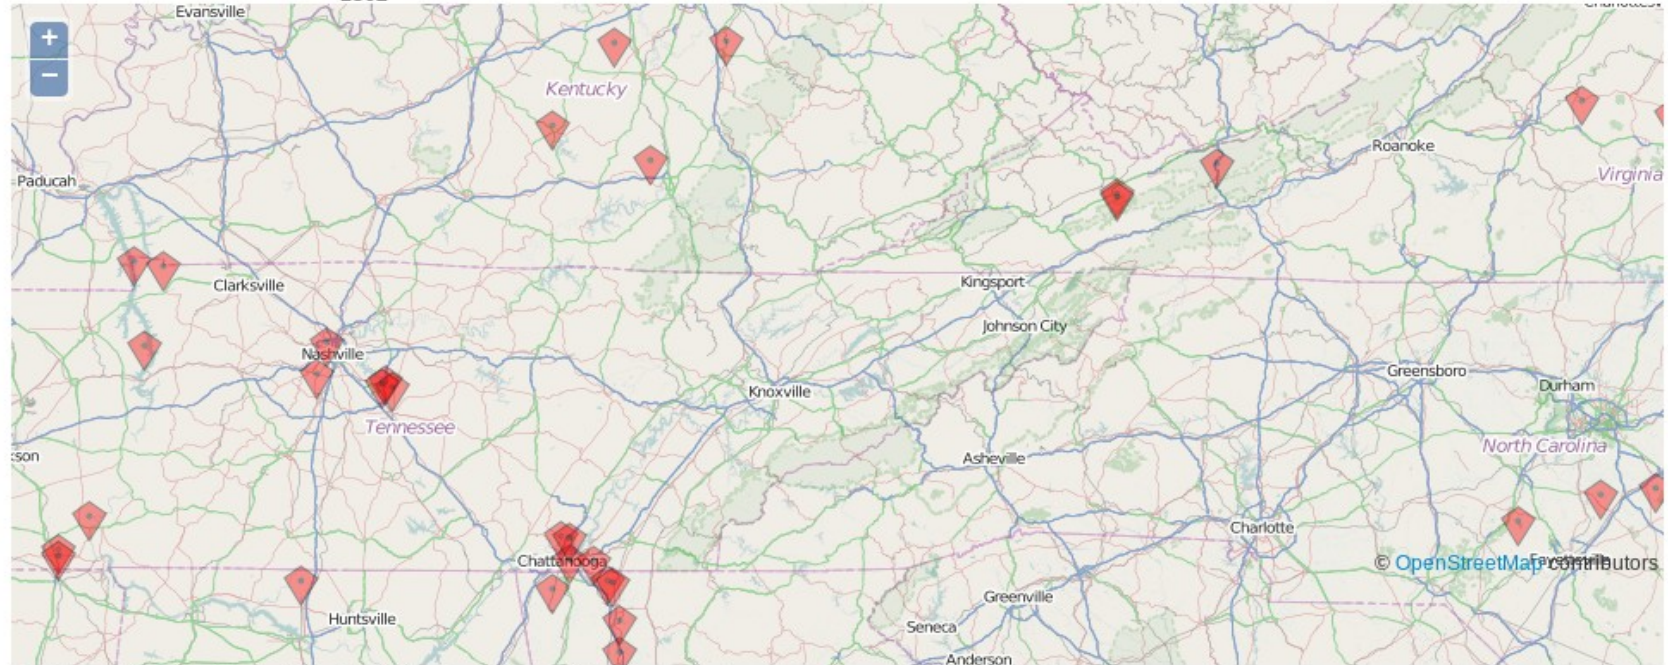 Evansville
+
−
Kentucky
Roanoke
Paducah
Virginia
Clarksville
Kingsport
Johnson City
Nashville
Greensboro
Durham
Knoxville
Tennessee
North Carolina
son
Asheville
Charlotte
Chattanooga
© OpenStreetMap contributors
Greenville
Huntsville
Seneca
Anderson